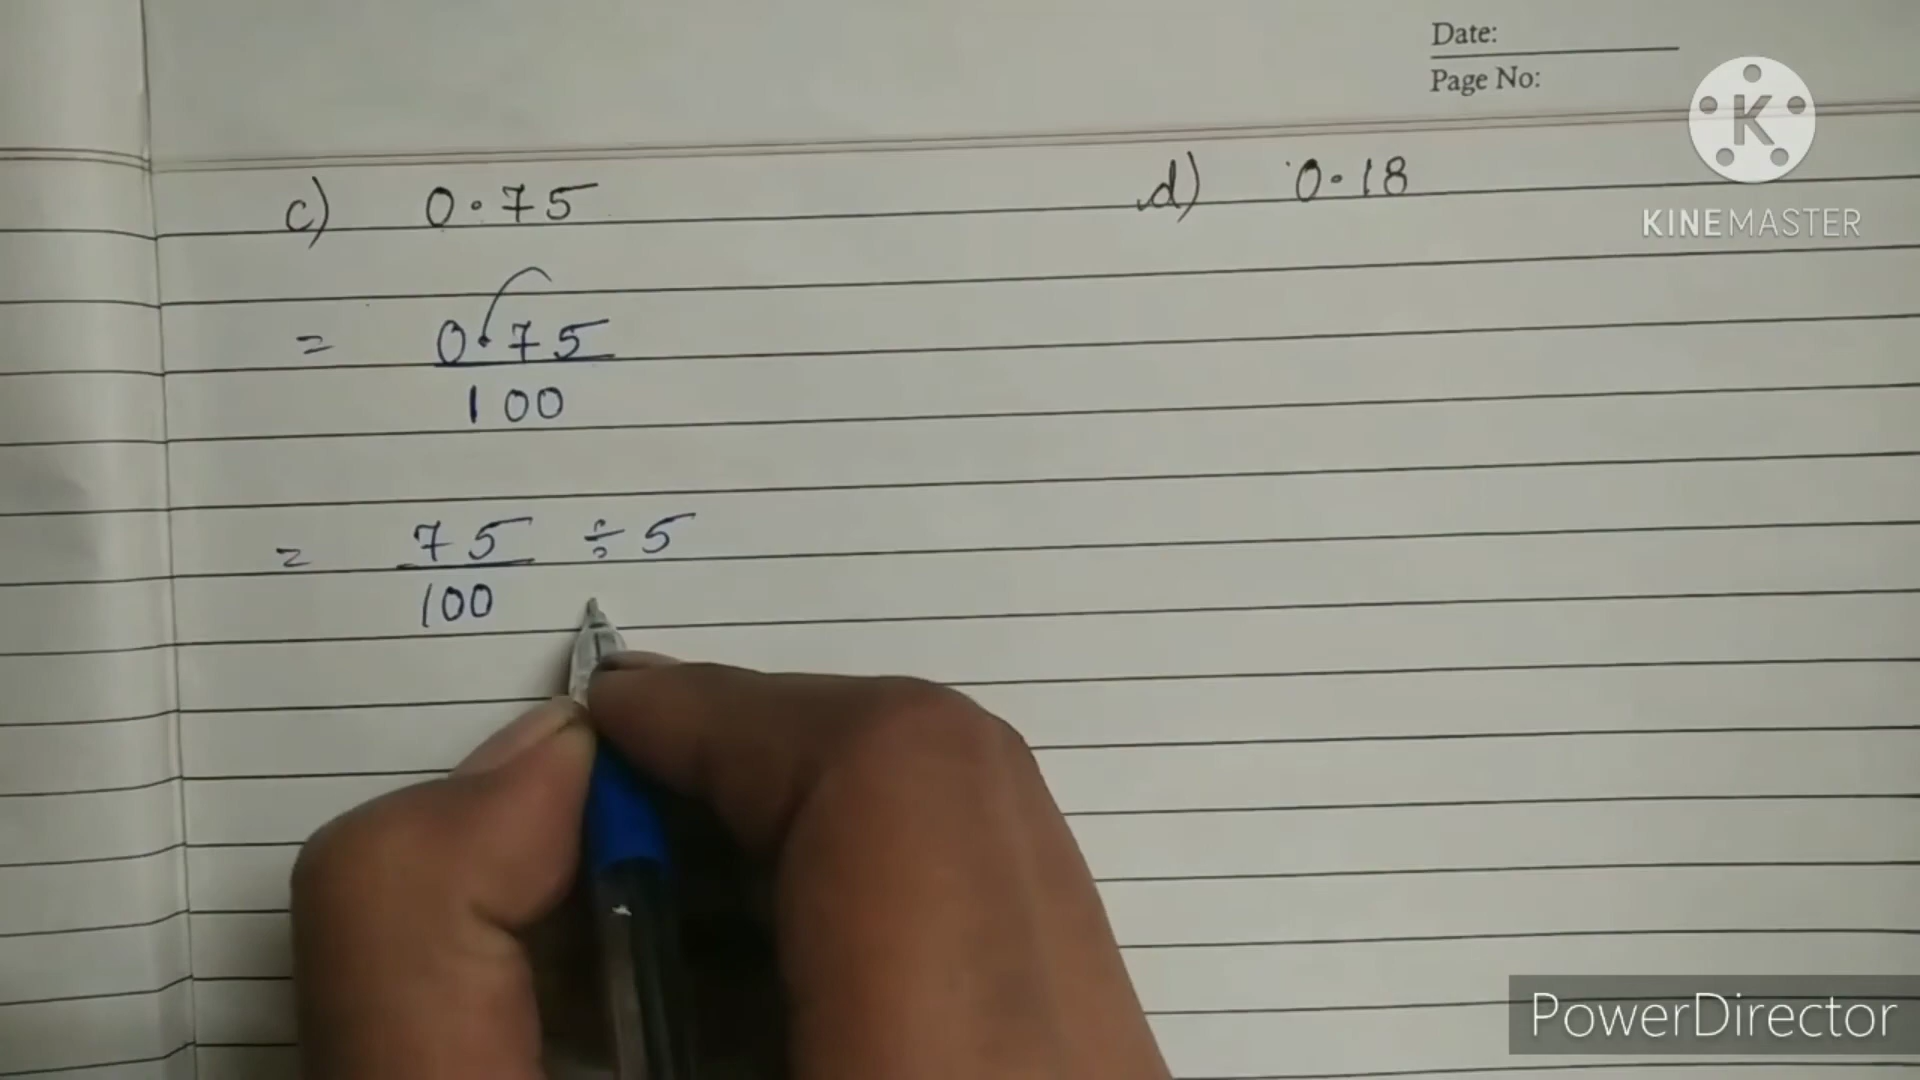 Date:
Page No:
K
KINEMASTER
c) 0.75
d) 0.18
= 0.75
100
= 75 ÷ 5
100
PowerDirector